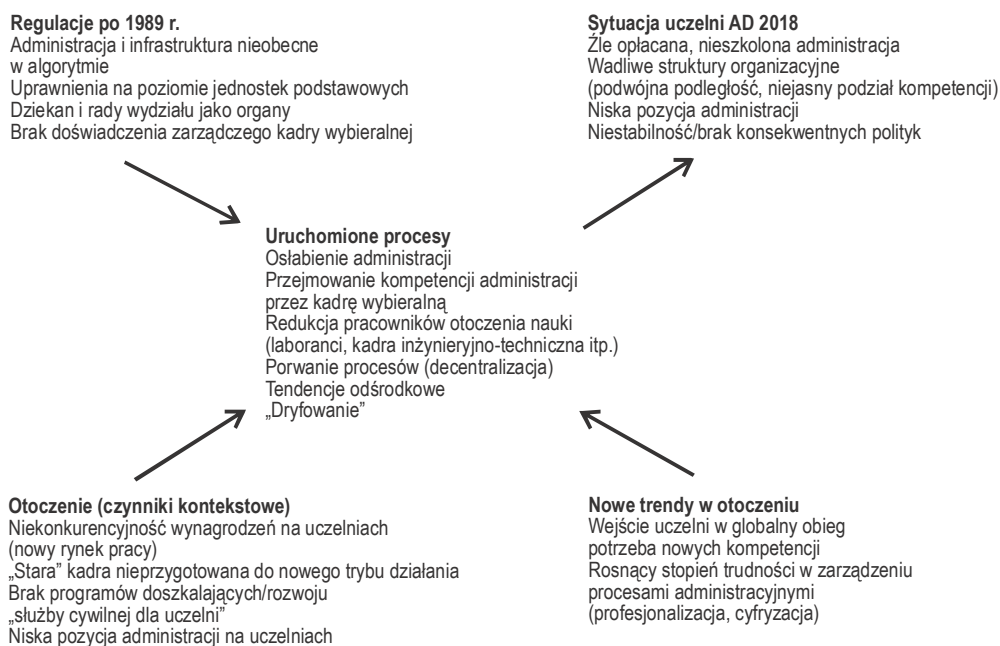 Regulacje po 1989 r.
Administracja i infrastruktura nieobecne
w algorytmie
Uprawnienia na poziomie jednostek podstawowych
Dziekan i rady wydziału jako organy
Brak doświadczenia zarządczego kadry wybieralnej
Sytuacja uczelni AD 2018
Źle opłacana, nieszkolona administracja
Wadliwe struktury organizacyjne
(podwójna podległość, niejasny podział kompetencji)
Niska pozycja administracji
Niestabilność/brak konsekwentnych polityk
Uruchomione procesy
Osłabienie administracji
Przejmowanie kompetencji administracji
przez kadrę wybieralną
Redukcja pracowników otoczenia nauki
(laboranci, kadra inżynieryjno-techniczna itp.)
Porwanie procesów (decentralizacja)
Tendencje odśrodkowe
„Dryfowanie”
Otoczenie (czynniki kontekstowe)
Niekonkurencyjność wynagrodzeń na uczelniach
(nowy rynek pracy)
„Stara” kadra nieprzygotowana do nowego trybu działania
Brak programów doszkalających/rozwoju
„służby cywilnej dla uczelni”
Niska pozycja administracji na uczelniach
Nowe trendy w otoczeniu
Wejście uczelni w globalny obieg
potrzeba nowych kompetencji
Rosnący stopień trudności w zarządzeniu
procesami administracyjnymi
(profesjonalizacja, cyfryzacja)